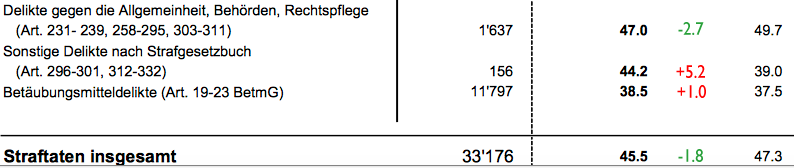 Delikte gegen die Allgemeinheit, Behörden, Rechtspflege
(Art. 231- 239, 258-295, 303-311) 1'637 47.0 -2.7 49.7
Sonstige Delikte nach Strafgesetzbuch
(Art. 296-301, 312-332) 156 44.2 +5.2 39.0
Betäubungsmitteldelikte (Art. 19-23 BetmG) 11'797 38.5 +1.0 37.5
Straftaten insgesamt 33'176 45.5 -1.8 47.3